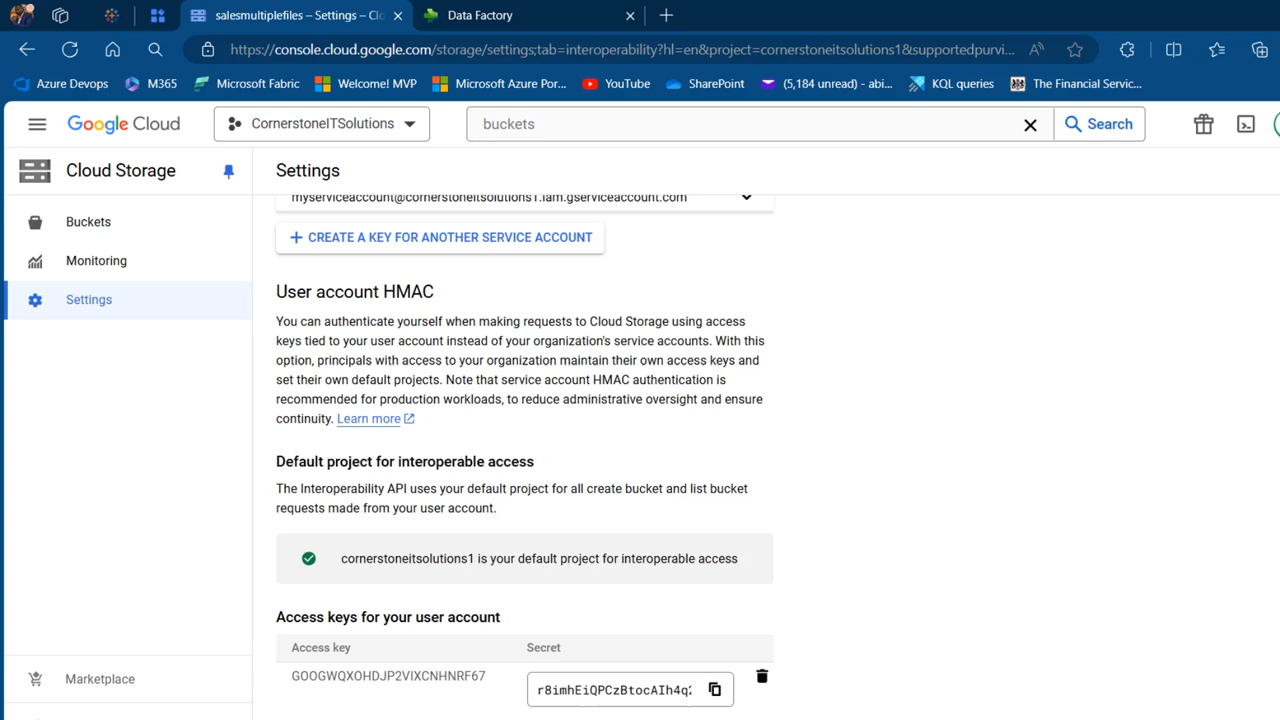 salesmultiplefiles – Settings – Clo
Data Factory
https://console.cloud.google.com/storage/settings;tab=interoperability?hl=en&project=cornerstoneitsolutions1&supportedpurvi...
Azure Devops
M365
Microsoft Fabric
Welcome! MVP
Microsoft Azure Por...
YouTube
SharePoint
(5,184 unread) - abi...
KQL queries
The Financial Servic...
Google Cloud
CornerstoneITSolutions
buckets
Search
Cloud Storage
Settings
Buckets
Monitoring
Settings
Marketplace
myserviceaccount@cornerstoneitsolutions1.iam.gserviceaccount.com
+ CREATE A KEY FOR ANOTHER SERVICE ACCOUNT
User account HMAC
You can authenticate yourself when making requests to Cloud Storage using access
keys tied to your user account instead of your organization's service accounts. With this
option, principals with access to your organization maintain their own access keys and
set their own default projects. Note that service account HMAC authentication is
recommended for production workloads, to reduce administrative oversight and ensure
continuity. Learn more
Default project for interoperable access
The Interoperability API uses your default project for all create bucket and list bucket
requests made from your user account.
cornerstoneitsolutions1 is your default project for interoperable access
Access keys for your user account
Access key Secret
GOOGWQXOHDJP2VIXCNHNRF67
r8imhEiQPCzBtocAIh4q2